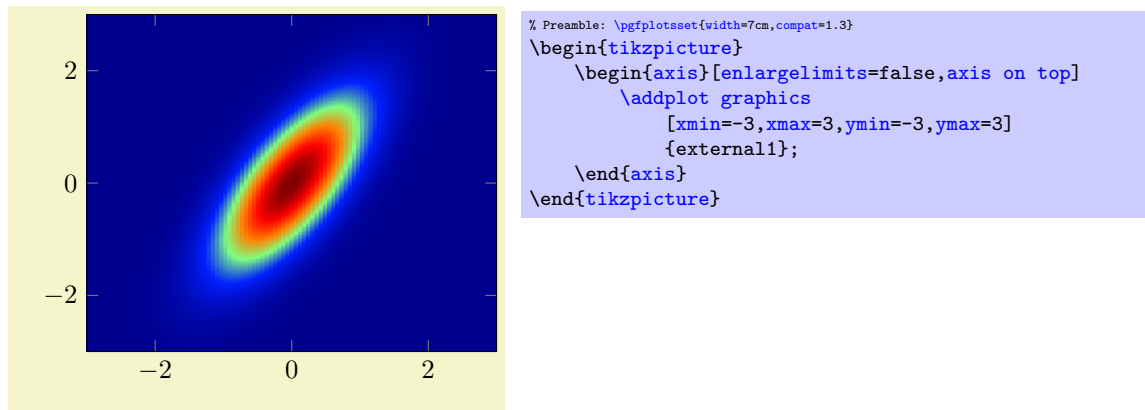 2
0
−2
−2
0
2
% Preamble: \pgfplotsset{width=7cm,compat=1.3}
\begin{tikzpicture}
    \begin{axis}[enlargelimits=false,axis on top]
        \addplot graphics
            [xmin=-3,xmax=3,ymin=-3,ymax=3]
            {external1};
    \end{axis}
\end{tikzpicture}